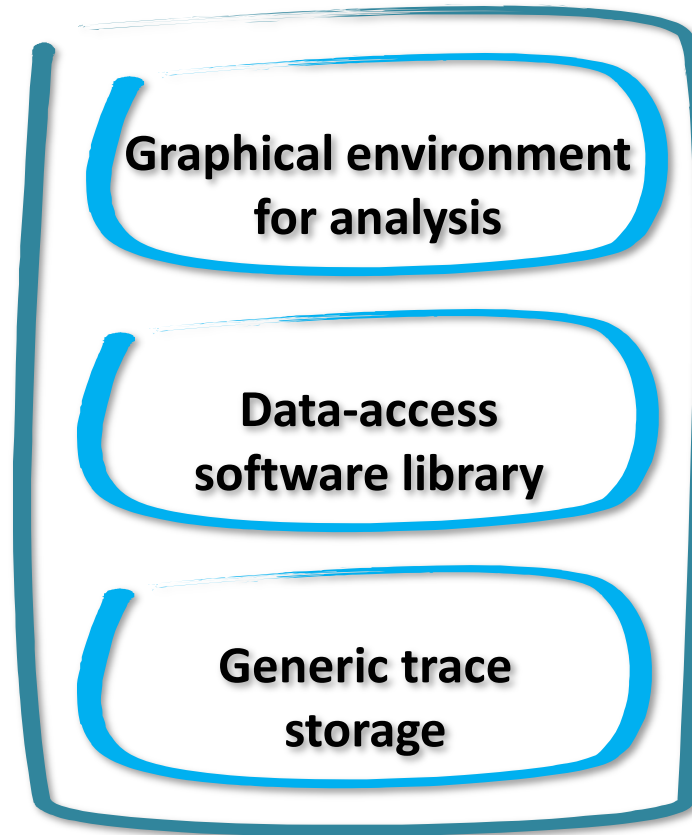 Graphical environment
for analysis
Data-access
software library
Generic trace
storage